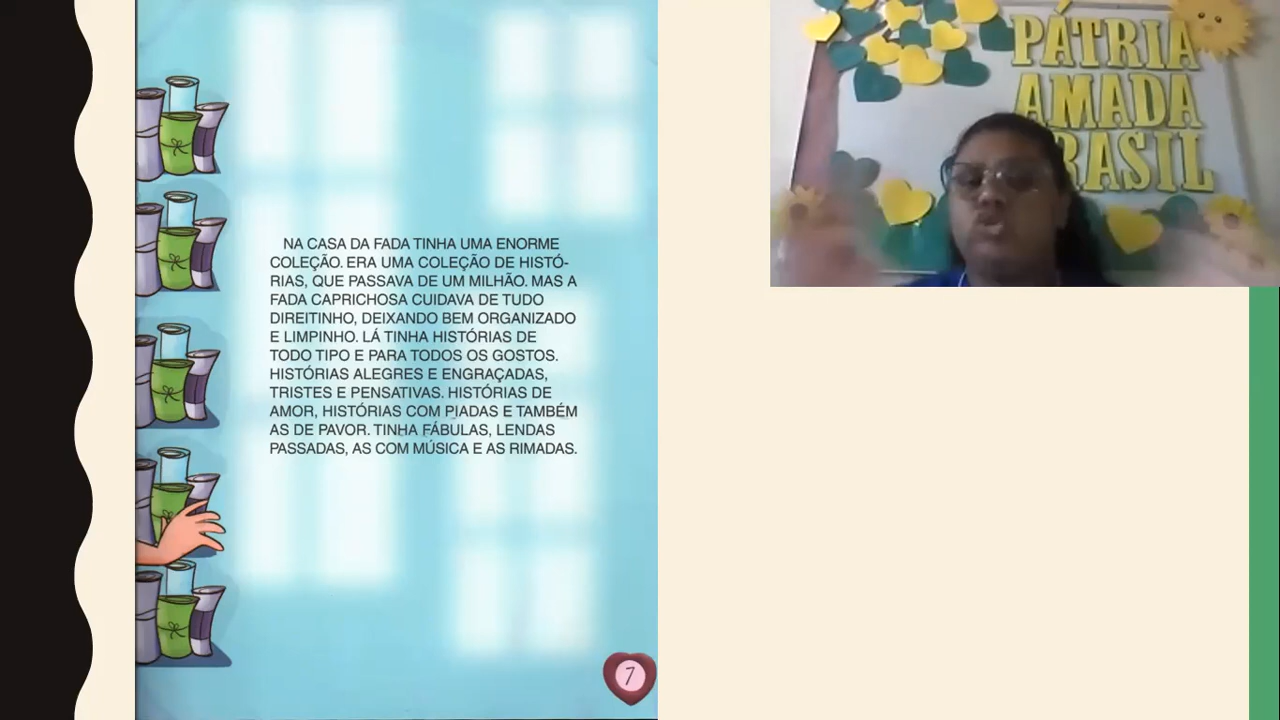 NA CASA DA FADA TINHA UMA ENORME
COLEÇÃO. ERA UMA COLEÇÃO DE HISTÓ-
RIAS, QUE PASSAVA DE UM MILHÃO. MAS A
FADA CAPRICHOSA CUIDAVA DE TUDO
DIREITINHO, DEIXANDO BEM ORGANIZADO
E LIMPINHO. LÁ TINHA HISTÓRIAS DE
TODO TIPO E PARA TODOS OS GOSTOS.
HISTÓRIAS ALEGRES E ENGRAÇADAS,
TRISTES E PENSATIVAS. HISTÓRIAS DE
AMOR, HISTÓRIAS COM PIADAS E TAMBÉM
AS DE PAVOR. TINHA FÁBULAS, LENDAS
PASSADAS, AS COM MÚSICA E AS RIMADAS.
7
PÁTRIA
AMADA
BRASIL